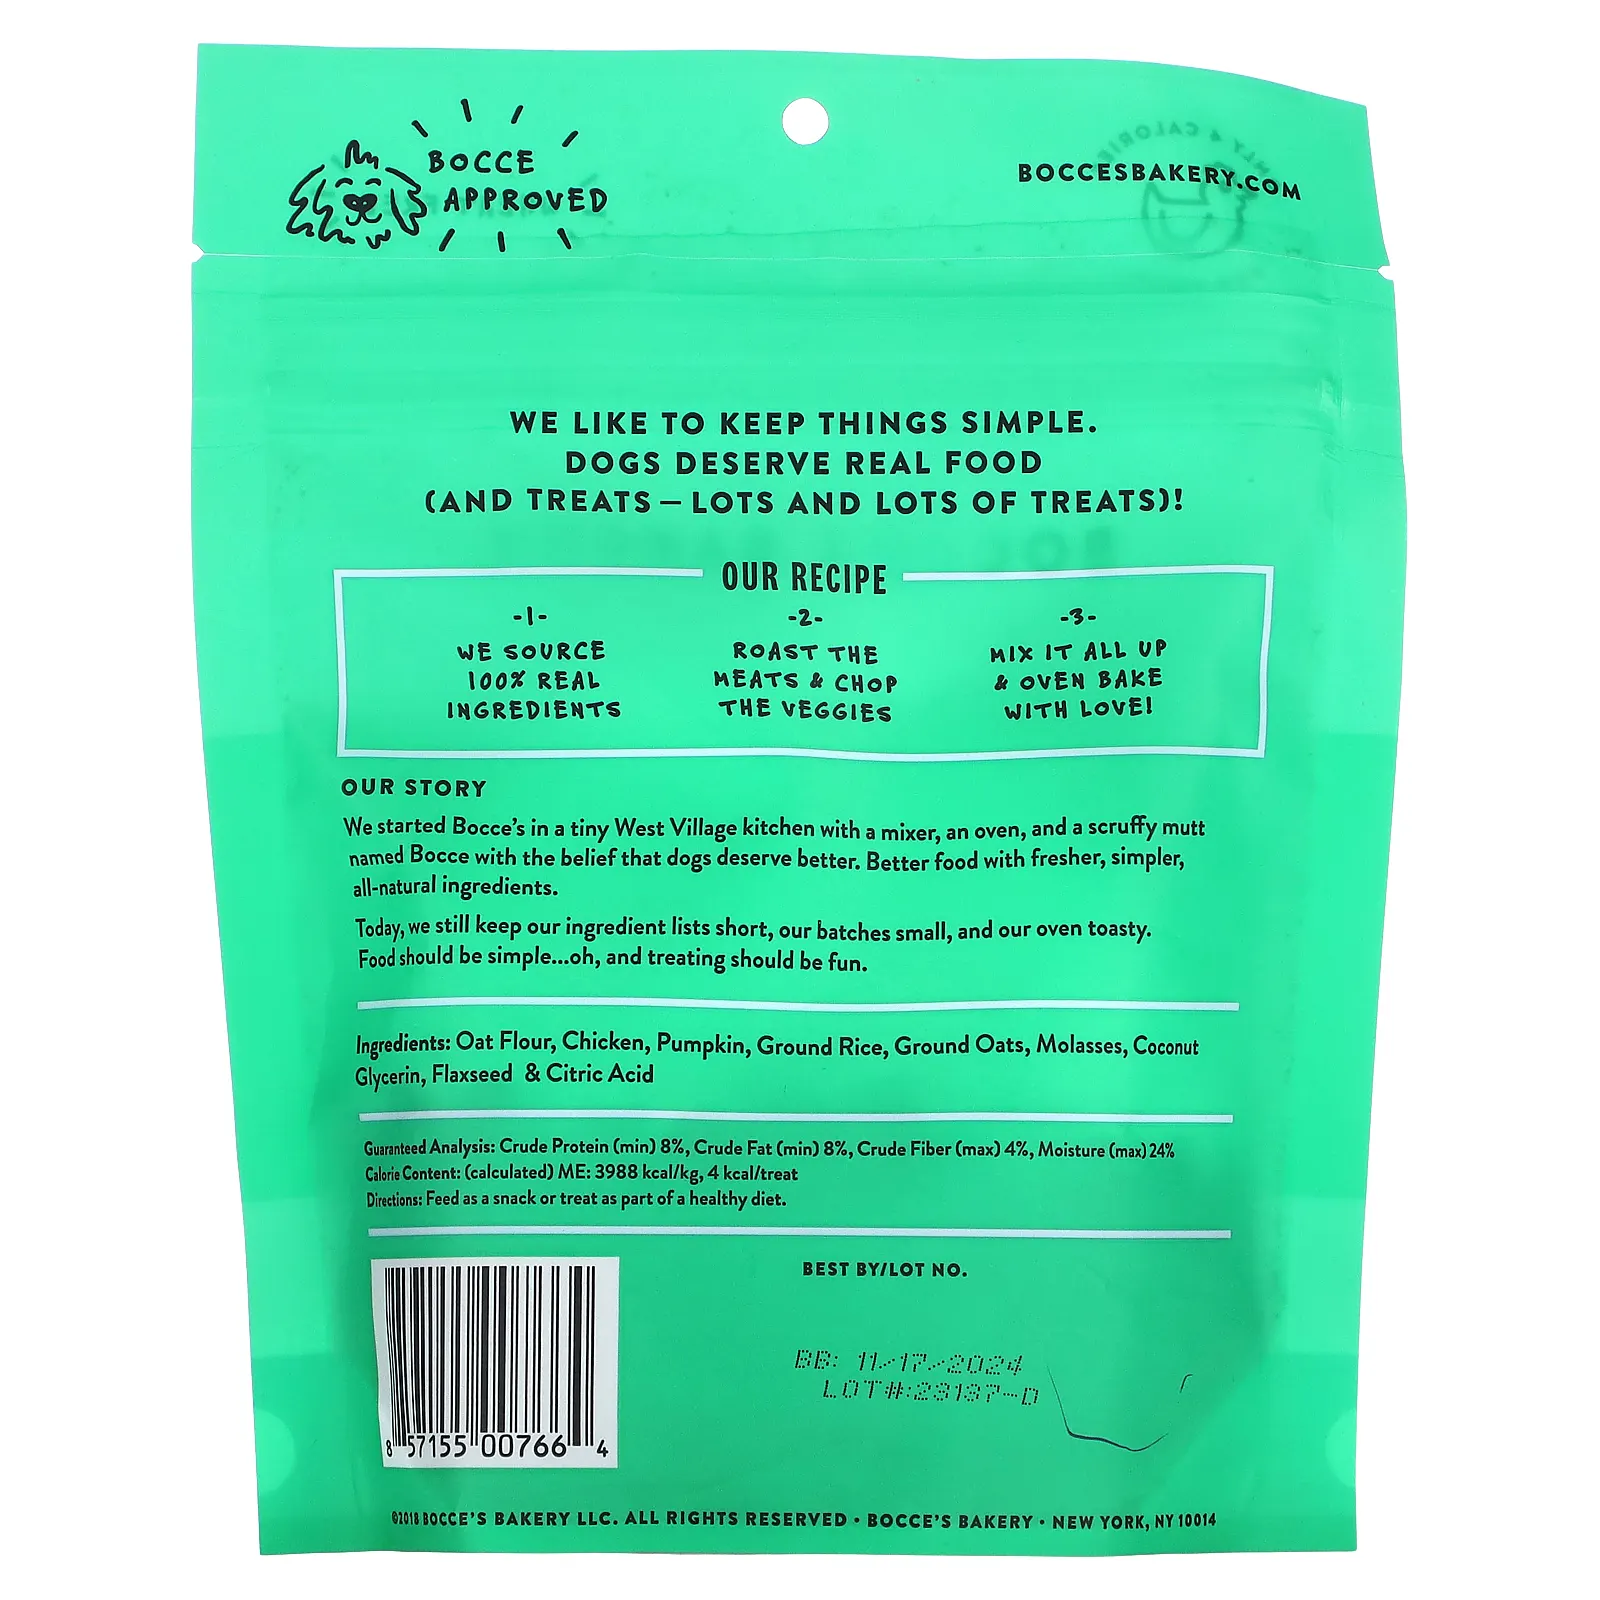 BOCCE
APPROVED
BOCCESBAKERY.COM
WE LIKE TO KEEP THINGS SIMPLE.
DOGS DESERVE REAL FOOD
(AND TREATS — LOTS AND LOTS OF TREATS)!
OUR RECIPE
-1-
WE SOURCE
100% REAL
INGREDIENTS
-2-
ROAST THE
MEATS & CHOP
THE VEGGIES
-3-
MIX IT ALL UP
& OVEN BAKE
WITH LOVE!
OUR STORY
We started Bocce's in a tiny West Village kitchen with a mixer, an oven, and a scruffy mutt
named Bocce with the belief that dogs deserve better. Better food with fresher, simpler,
all-natural ingredients.
Today, we still keep our ingredient lists short, our batches small, and our oven toasty.
Food should be simple...oh, and treating should be fun.
Ingredients: Oat Flour, Chicken, Pumpkin, Ground Rice, Ground Oats, Molasses, Coconut
Glycerin, Flaxseed & Citric Acid
Guaranteed Analysis: Crude Protein (min) 8%, Crude Fat (min) 8%, Crude Fiber (max) 4%, Moisture (max) 24%
Calorie Content: (calculated) ME: 3988 kcal/kg, 4 kcal/treat
Directions: Feed as a snack or treat as part of a healthy diet.
BEST BY/LOT NO.
BB: 11/17/2024
LOT#:23137-D
8 57155 00766 4
©2018 BOCCE'S BAKERY LLC. ALL RIGHTS RESERVED • BOCCE'S BAKERY • NEW YORK, NY 10014